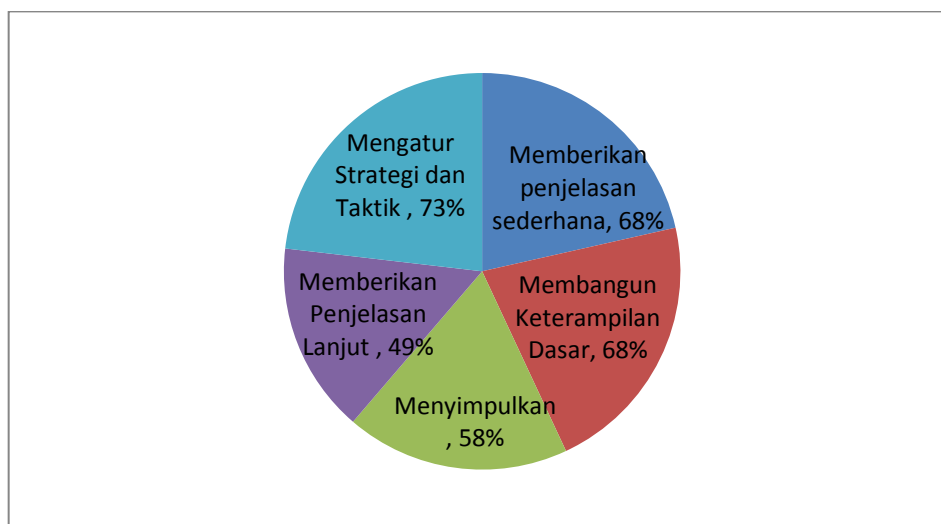 Memberikan
penjelasan
sederhana, 68%
Membangun
Keterampilan
Dasar, 68%
Menyimpulkan
, 58%
Memberikan
Penjelasan
Lanjut , 49%
Mengatur
Strategi dan
Taktik , 73%